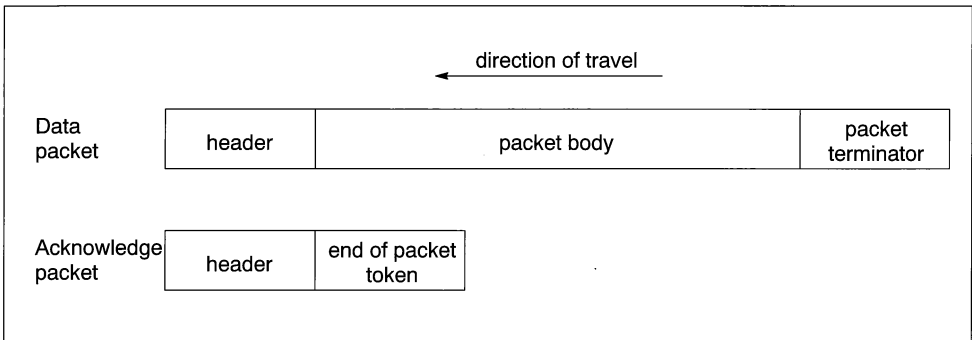 direction of travel
Data
packet
header
packet body
packet
terminator
Acknowledge
packet
header
end of packet
token